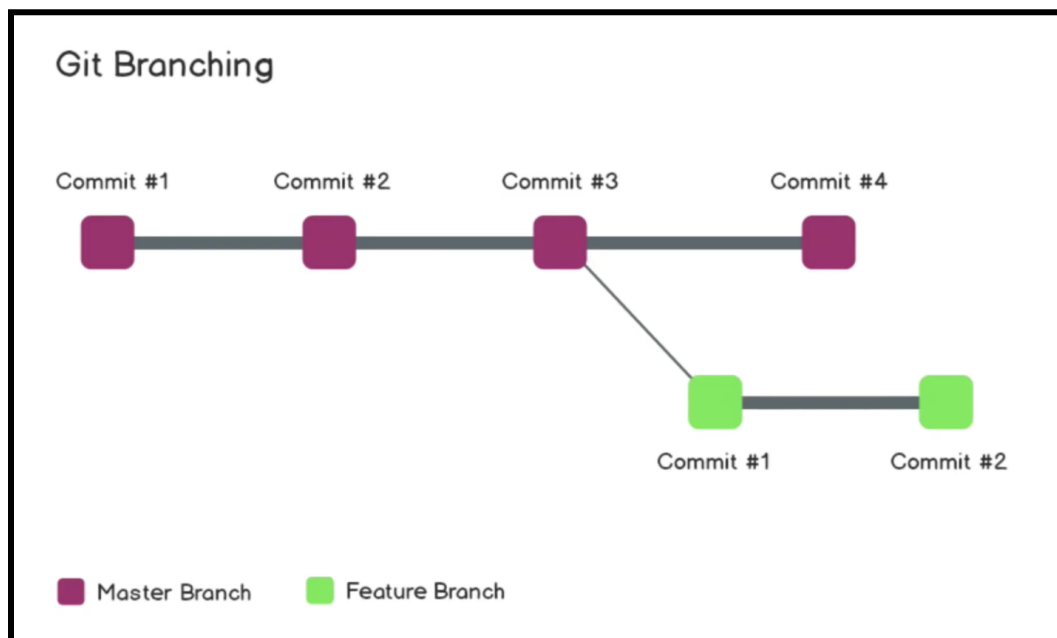 Git Branching
Commit #1
Commit #2
Commit #3
Commit #4
Commit #1
Commit #2
Master Branch
Feature Branch